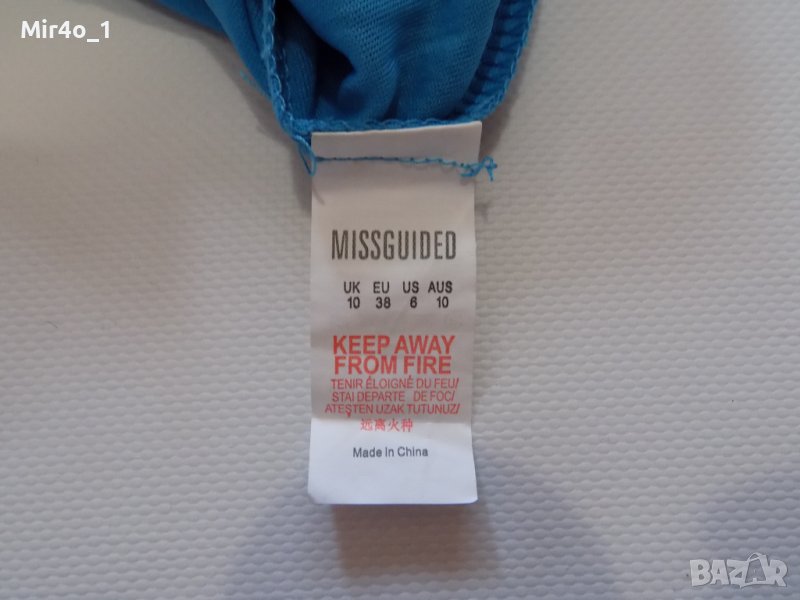 Mir4o_1
MISSGUIDED
UK EU US AUS
10 38 6 10
KEEP AWAY
FROM FIRE
TENIR ÉLOIGNÉ DU FEU/
STAI DEPARTE DE FOC/
ATEŞTEN UZAK TUTUNUZ/
远离火种
Made In China
BAZAR